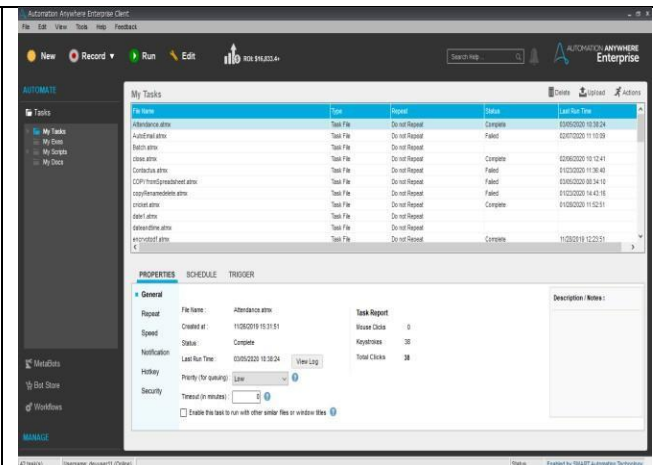 Automation Anywhere Enterprise Client
File Edit View Tools Help Feedback
New Record Run Edit ROI: $16,833.4+ Search Help... AUTOMATION ANYWHERE
Enterprise
AUTOMATE
My Tasks Delete Upload Actions
Tasks
My Tasks
My Exes
My Scripts
My Docs
File Name Type Repeat Status Last Run Time
Attendance.atmx Task File Do not Repeat Complete 03/05/2020 18:38:24
AutoEmail.atmx Task File Do not Repeat Failed 02/07/2020 11:10:09
Batch.atmx Task File Do not Repeat
close.atmx Task File Do not Repeat Complete 02/06/2020 10:12:41
Contactus.atmx Task File Do not Repeat Failed 01/23/2020 11:36:40
COPY fromSpreadsheet.atmx Task File Do not Repeat Failed 03/05/2020 00:34:10
copyRenamedelete.atmx Task File Do not Repeat Failed 01/23/2020 14:43:16
cricket.atmx Task File Do not Repeat Complete 01/28/2020 11:52:51
date1.atmx Task File Do not Repeat
dateandtime.atmx Task File Do not Repeat
encryptpdf.atmx Task File Do not Repeat Complete 11/28/2019 12:23:51
PROPERTIES SCHEDULE TRIGGER
General
Repeat
Speed
Notification
Hotkey
Security
File Name : Attendance.atmx
Created at : 11/26/2019 15:31:51
Status : Complete
Last Run Time : 03/05/2020 18:38:24 View Log
Priority (for queuing) : Low
Timeout (in minutes) : 0
Enable this task to run with other similar files or window titles
Task Report
Mouse Clicks 0
Keystrokes 38
Total Clicks 38
Description / Notes :
MetaBots
Bot Store
Workflows
MANAGE
47 task(s) Username: devuser31 (Online) Status Enabled by SMART Automation Technology